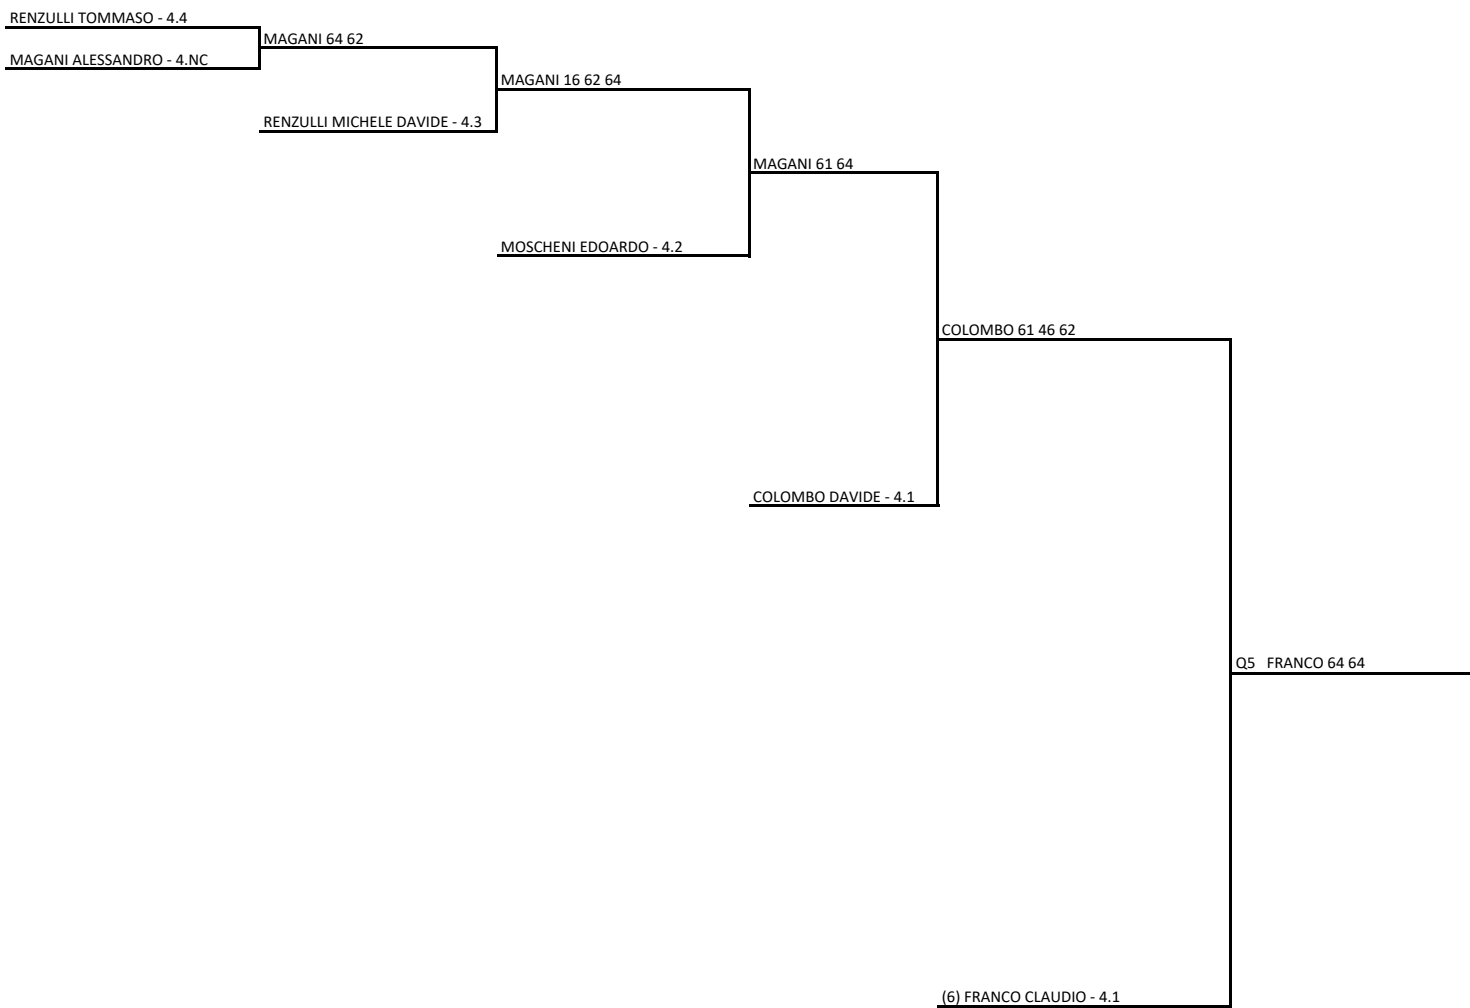 RENZULLI TOMMASO - 4.4
MAGANI 64 62
MAGANI ALESSANDRO - 4.NC
MAGANI 16 62 64
RENZULLI MICHELE DAVIDE - 4.3
MAGANI 61 64
MOSCHENI EDOARDO - 4.2
COLOMBO 61 46 62
COLOMBO DAVIDE - 4.1
Q5 FRANCO 64 64
(6) FRANCO CLAUDIO - 4.1